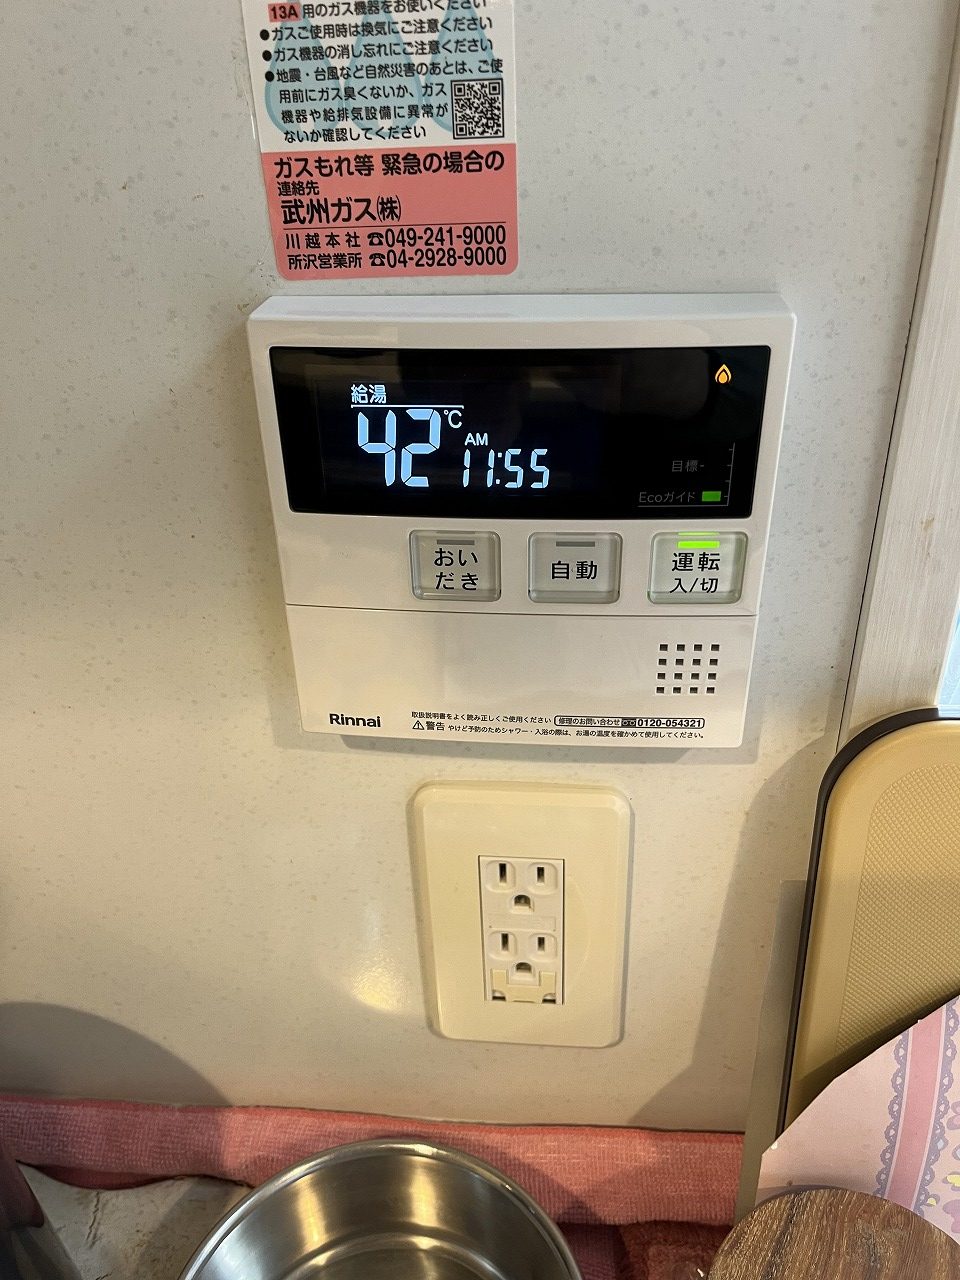 13A 用のガス機器をお使いください
●ガスご使用時は換気にご注意ください
●ガス機器の消し忘れにご注意ください
●地震・台風など自然災害のあとは、ご使
用前にガス臭くないか、ガス
機器や給排気設備に異常が
ないか確認してください
ガスもれ等 緊急の場合の
連絡先
武州ガス㈱
川越本社 ☎049-241-9000
所沢営業所 ☎04-2928-9000
給湯
42℃
AM
11:55
目標-
Ecoガイド
おい
だき
自動
運転
入/切
Rinnai
取扱説明書をよく読み正しくご使用ください 修理のお問い合わせ 0120-054321
⚠警告 やけど予防のためシャワー・入浴の際は、お湯の温度を確かめて使用してください。